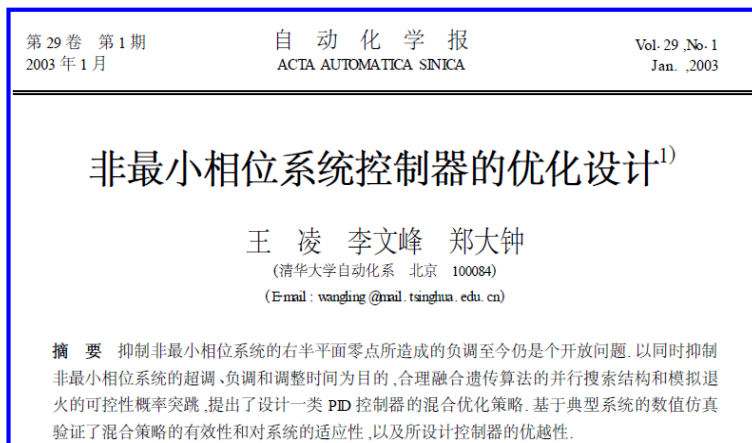 第 29 卷 第 1 期 自 动 化 学 报 Vol. 29 ,No. 1
2003 年 1 月 ACTA AUTOMATICA SINICA Jan. ,2003
非最小相位系统控制器的优化设计1)
王 凌 李文峰 郑大钟
(清华大学自动化系 北京 100084)
(E-mail : wangling @mail. tsinghua. edu. cn)
摘 要 抑制非最小相位系统的右半平面零点所造成的负调至今仍是个开放问题. 以同时抑制
非最小相位系统的超调、负调和调整时间为目的 ,合理融合遗传算法的并行搜索结构和模拟退
火的可控性概率突跳 ,提出了设计一类 PID 控制器的混合优化策略. 基于典型系统的数值仿真
验证了混合策略的有效性和对系统的适应性 ,以及所设计控制器的优越性.